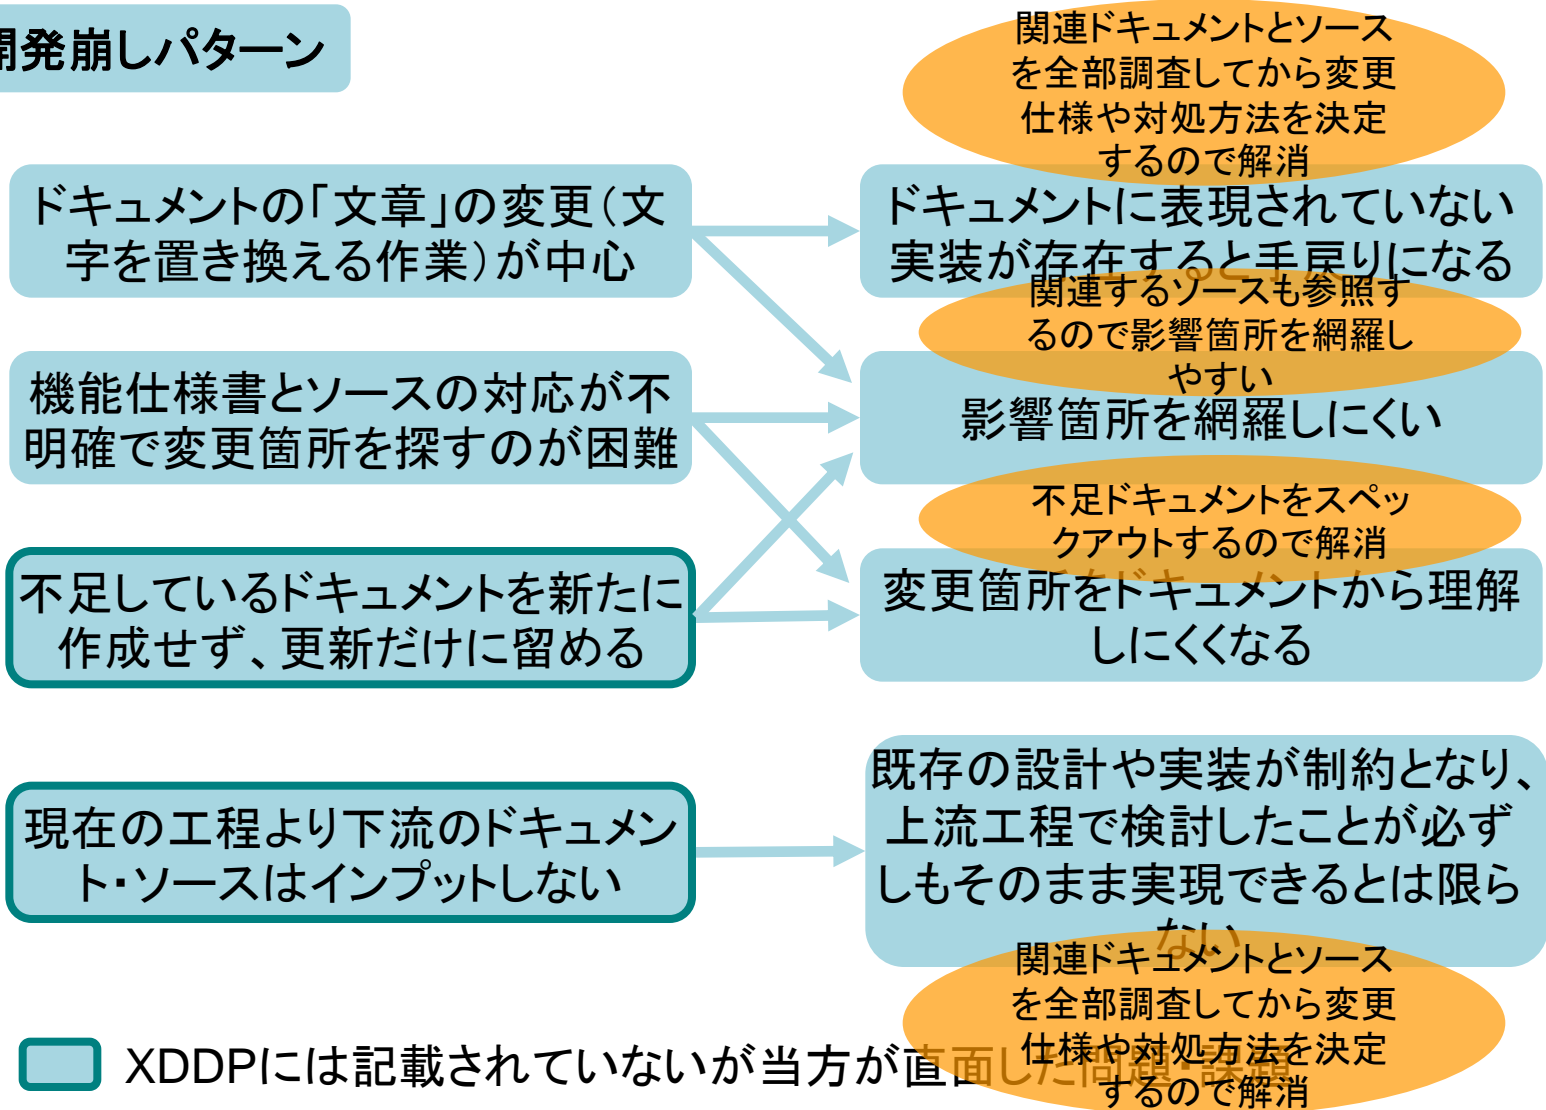 開発崩しパターン
関連ドキュメントとソース
を全部調査してから変更
仕様や対処方法を決定
するので解消
ドキュメントの「文章」の変更(文
字を置き換える作業)が中心
ドキュメントに表現されていない
実装が存在すると手戻りになる
関連するソースも参照す
るので影響箇所を網羅し
やすい
機能仕様書とソースの対応が不
明確で変更箇所を探すのが困難
影響箇所を網羅しにくい
不足ドキュメントをスペッ
クアウトするので解消
不足しているドキュメントを新たに
作成せず、更新だけに留める
変更箇所をドキュメントから理解
しにくくなる
現在の工程より下流のドキュメン
ト・ソースはインプットしない
既存の設計や実装が制約となり、
上流工程で検討したことが必ず
しもそのまま実現できるとは限ら
ない
関連ドキュメントとソース
を全部調査してから変更
仕様や対処方法を決定
するので解消
XDDPには記載されていないが当方が直面した問題・課題